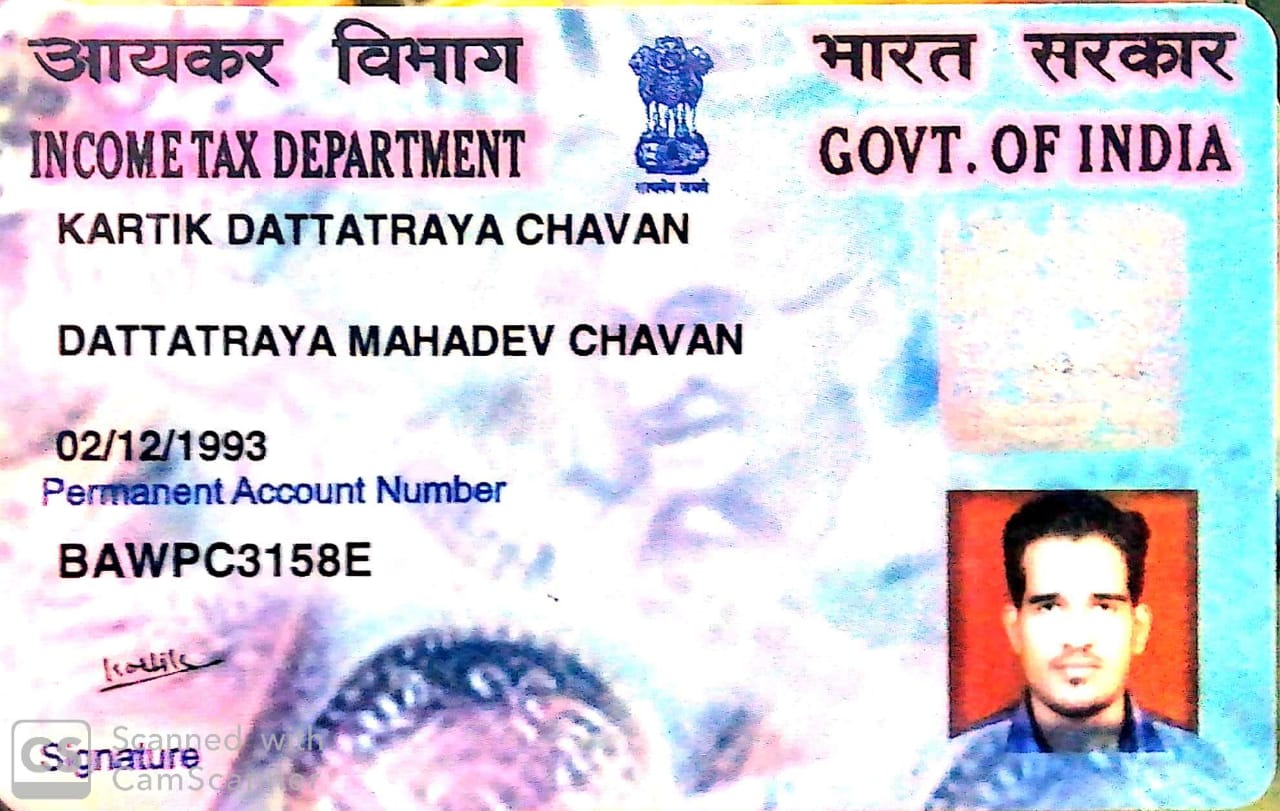 आयकर विभाग
भारत सरकार
INCOME TAX DEPARTMENT
GOVT. OF INDIA
सत्यमेव जयते
KARTIK DATTATRAYA CHAVAN
DATTATRAYA MAHADEV CHAVAN
02/12/1993
Permanent Account Number
BAWPC3158E
Kartik
Signature
CS Scanned with
CamScanner